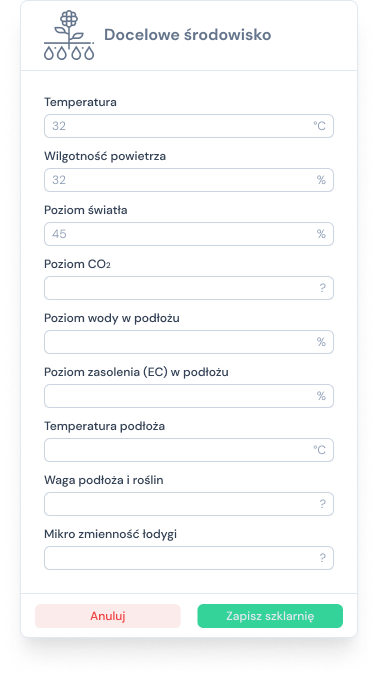 Docelowe środowisko
Temperatura
32 °C
Wilgotność powietrza
32 %
Poziom światła
45 %
Poziom CO₂
?
Poziom wody w podłożu
%
Poziom zasolenia (EC) w podłożu
%
Temperatura podłoża
°C
Waga podłoża i roślin
?
Mikro zmienność łodygi
?
Anuluj Zapisz szklarnię